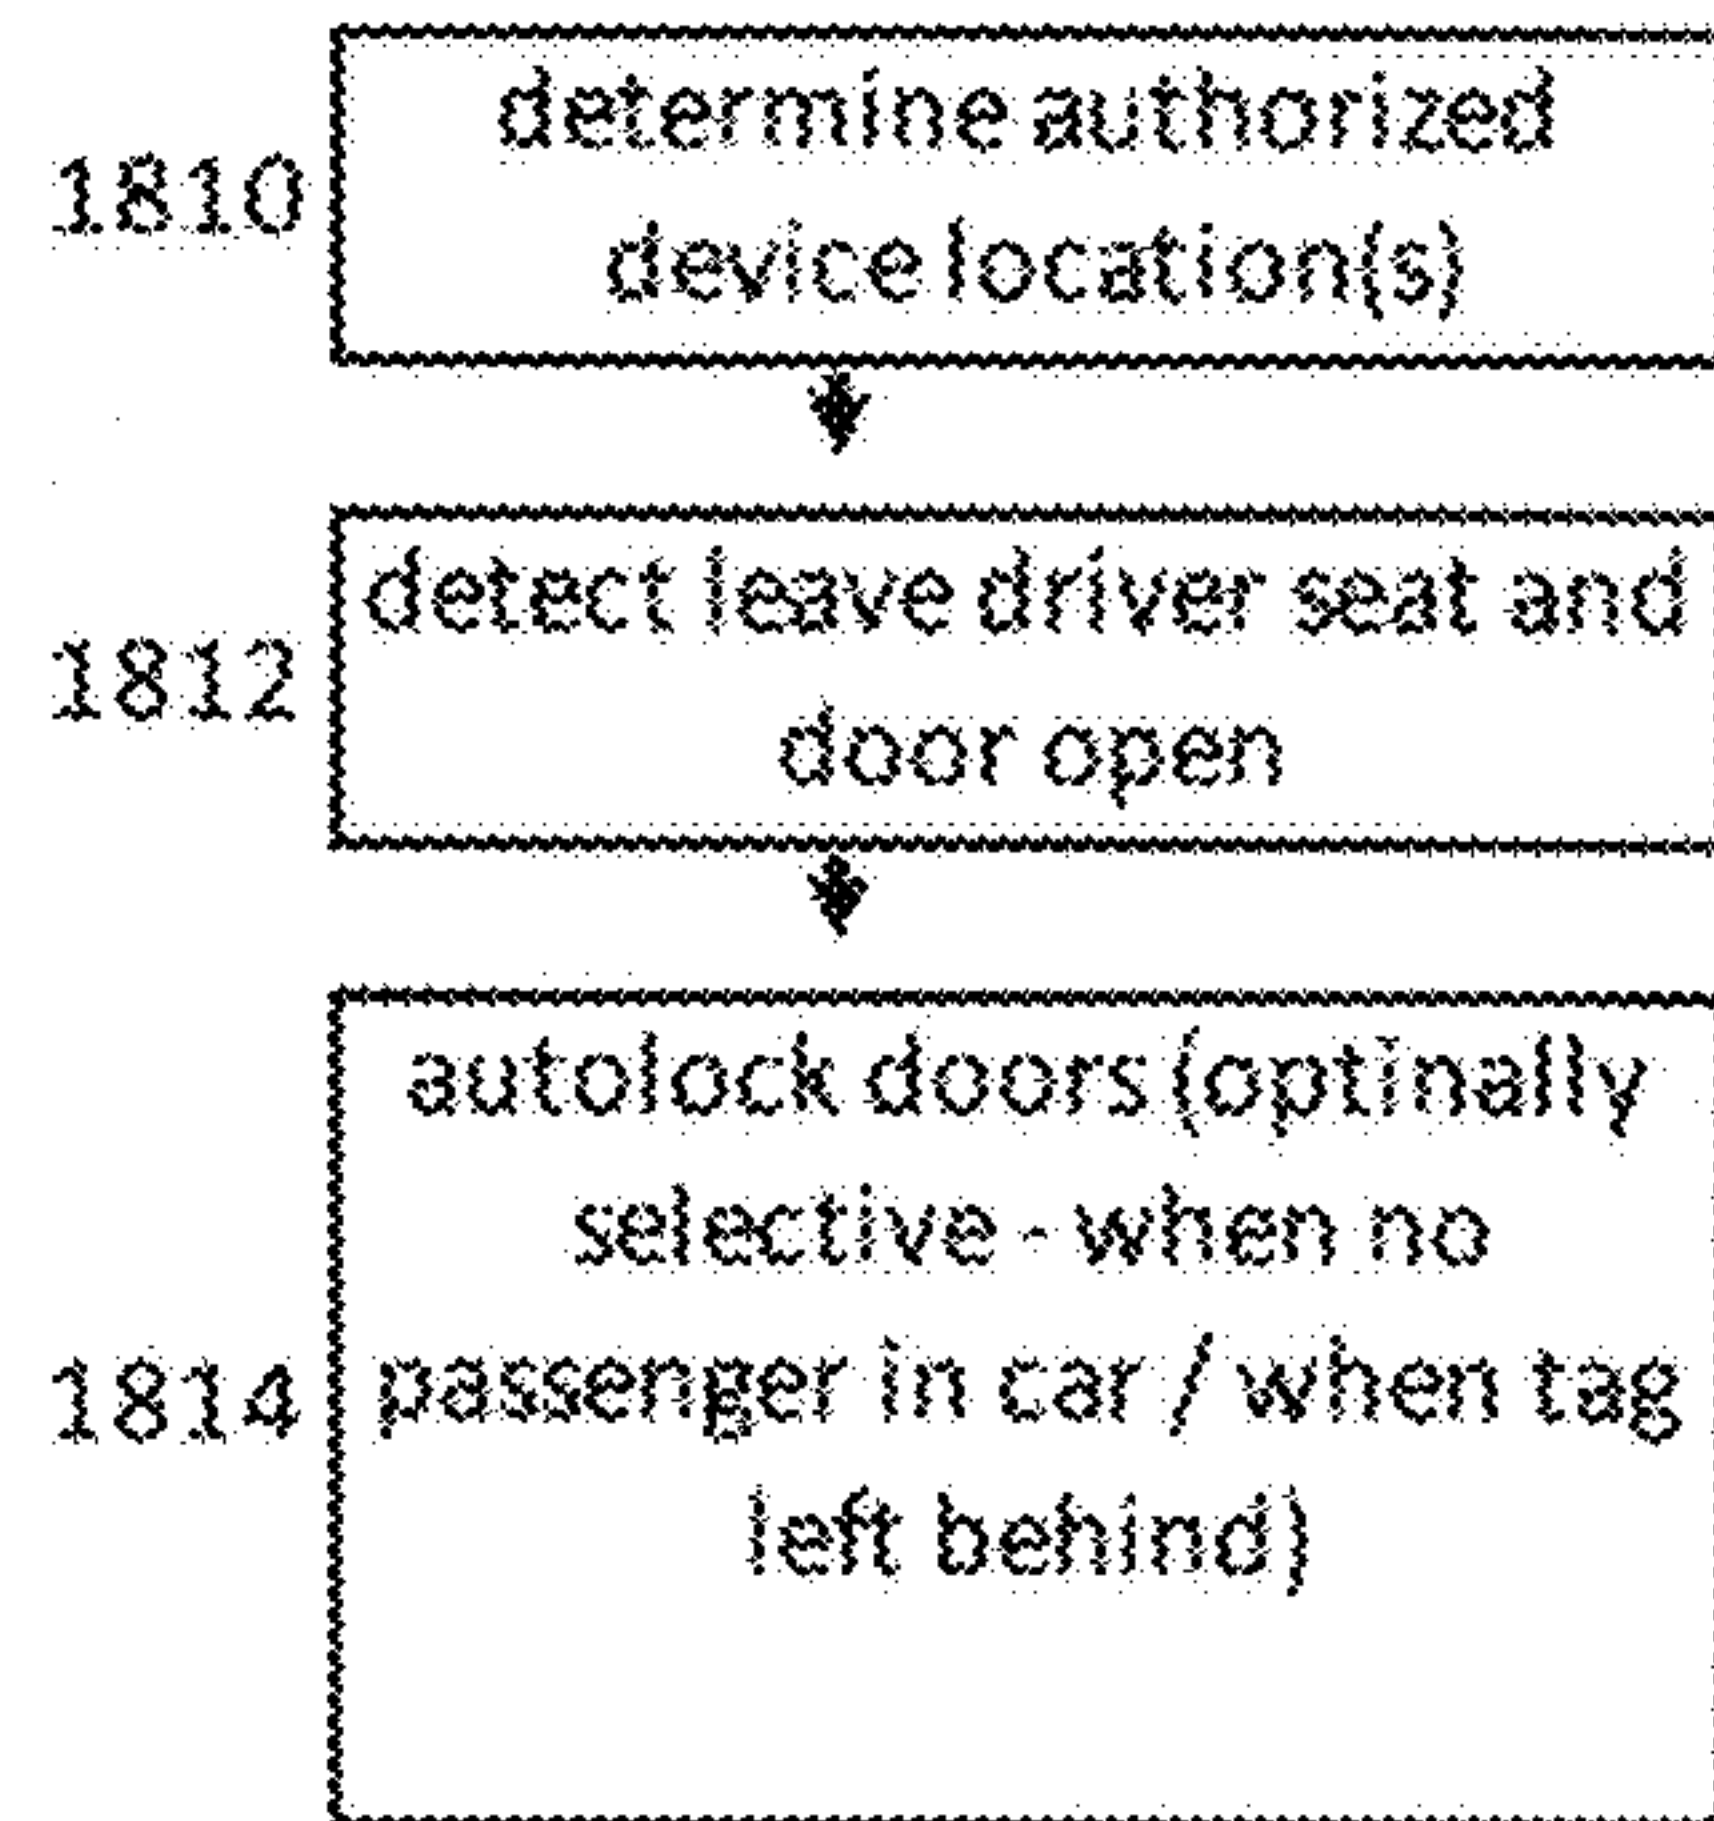 determine authorized
1810
device location(s)
detect leave driver seat and
1812
door open
autolock doors (optinally
selective - when no
1814
passenger in car / when tag
left behind)